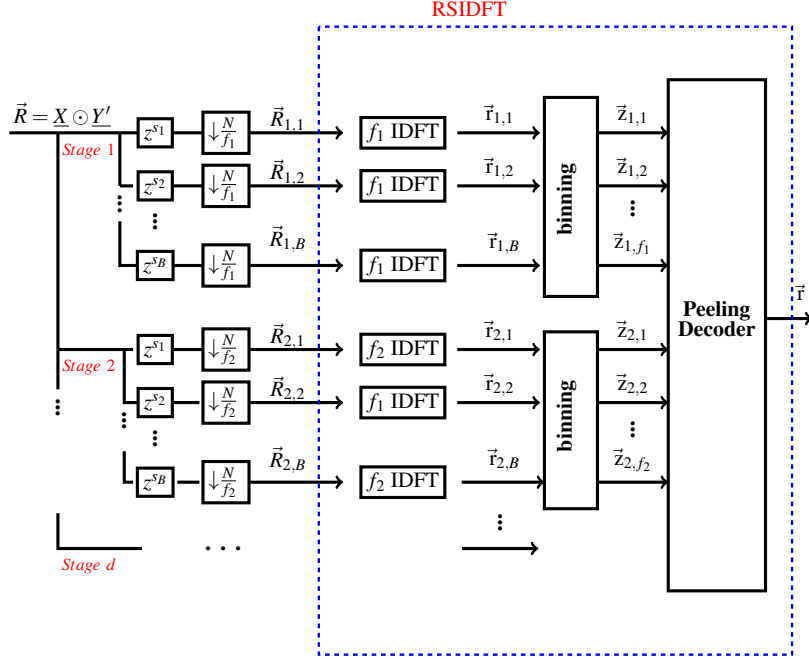 RSIDFT
R⃗ = X ⊙ Y′
Stage 1
z^{s_1} ↓N/f_1 R⃗_{1,1} f_1 IDFT r⃗_{1,1} z⃗_{1,1}
z^{s_2} ↓N/f_1 R⃗_{1,2} f_1 IDFT r⃗_{1,2} z⃗_{1,2}
⋮ ⋮ ⋮
z^{s_B} ↓N/f_1 R⃗_{1,B} f_1 IDFT r⃗_{1,B} z⃗_{1,f_1}
binning
Peeling
Decoder
r⃗
Stage 2
z^{s_1} ↓N/f_2 R⃗_{2,1} f_2 IDFT r⃗_{2,1} z⃗_{2,1}
z^{s_2} ↓N/f_2 R⃗_{2,2} f_1 IDFT r⃗_{2,2} z⃗_{2,2}
⋮ ⋮ ⋮ ⋮
z^{s_B} ↓N/f_2 R⃗_{2,B} f_2 IDFT r⃗_{2,B} z⃗_{2,f_2}
binning
⋮
Stage d
· · ·